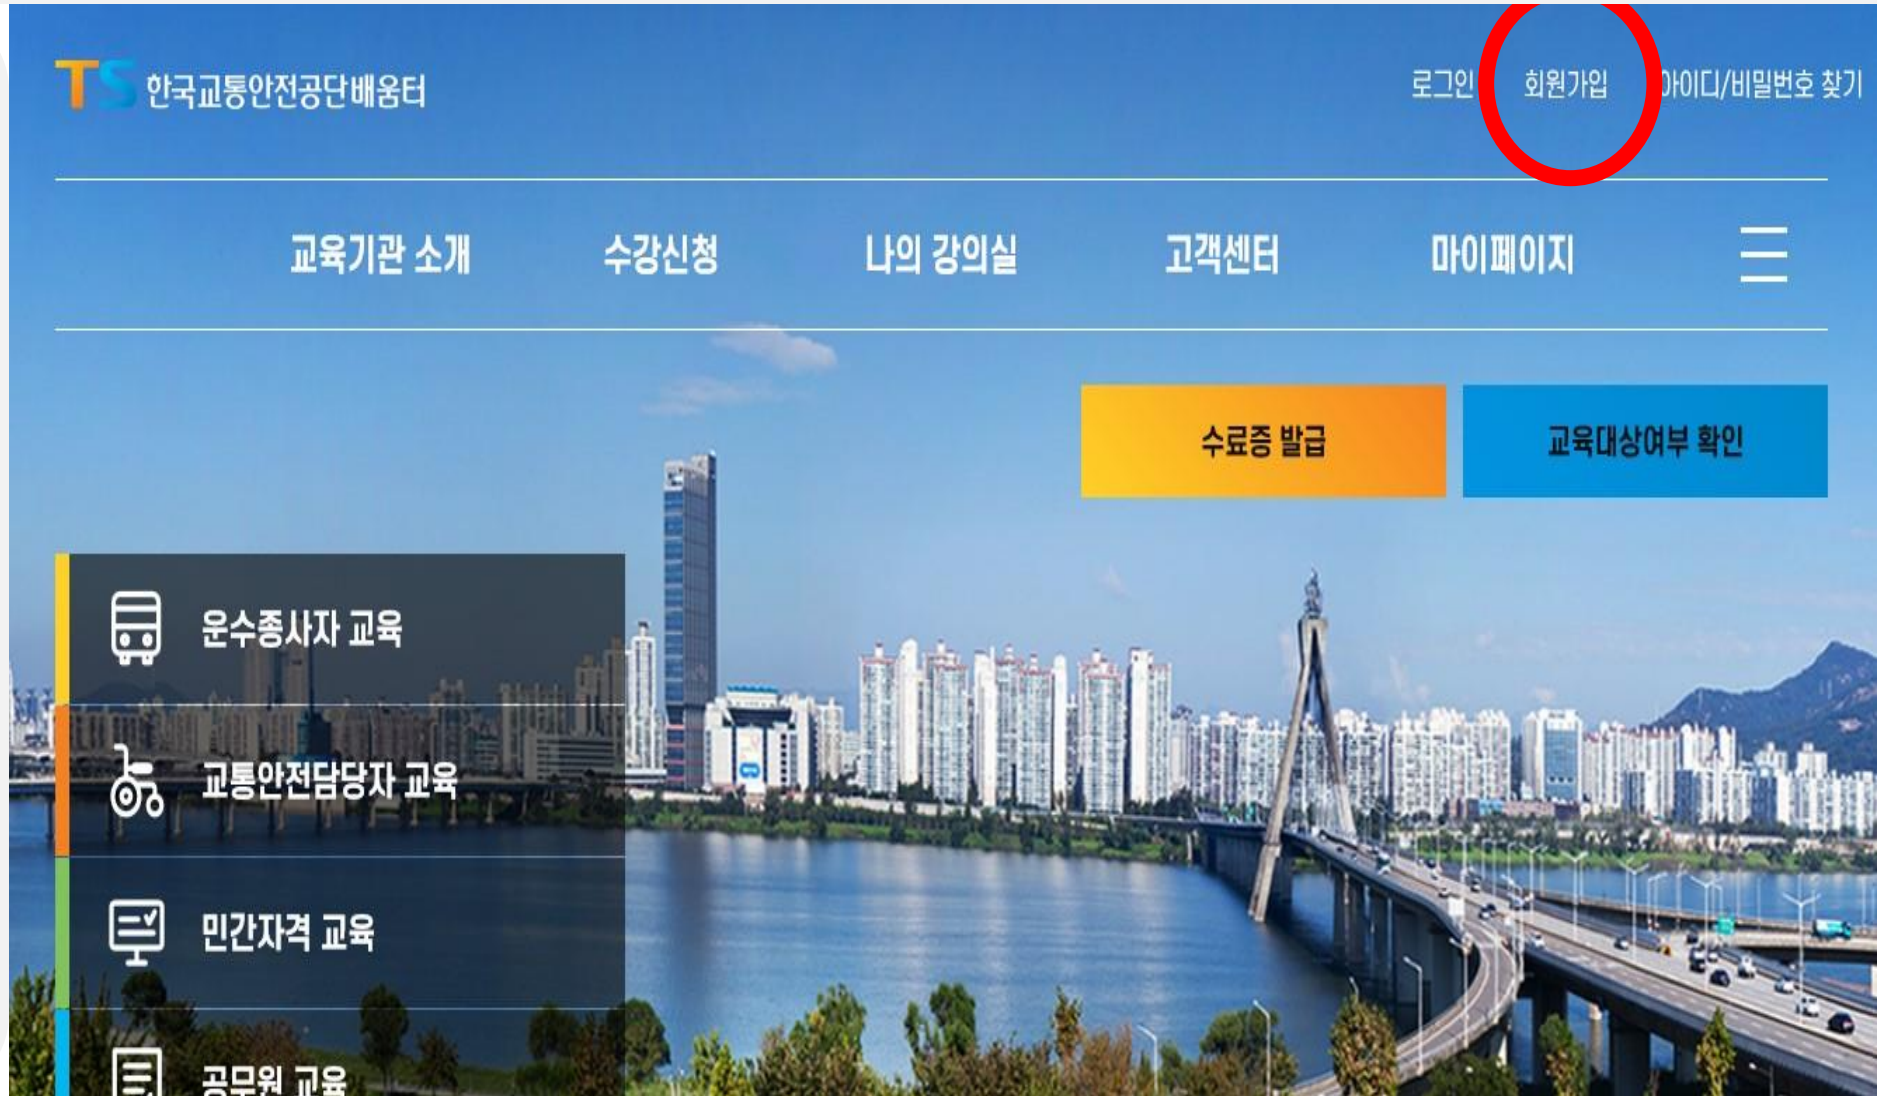 TS 한국교통안전공단배움터
로그인 회원가입 아이디/비밀번호 찾기
교육기관 소개 수강신청 나의 강의실 고객센터 마이페이지
수료증 발급 교육대상여부 확인
운수종사자 교육
교통안전담당자 교육
민간자격 교육
공무원 교육